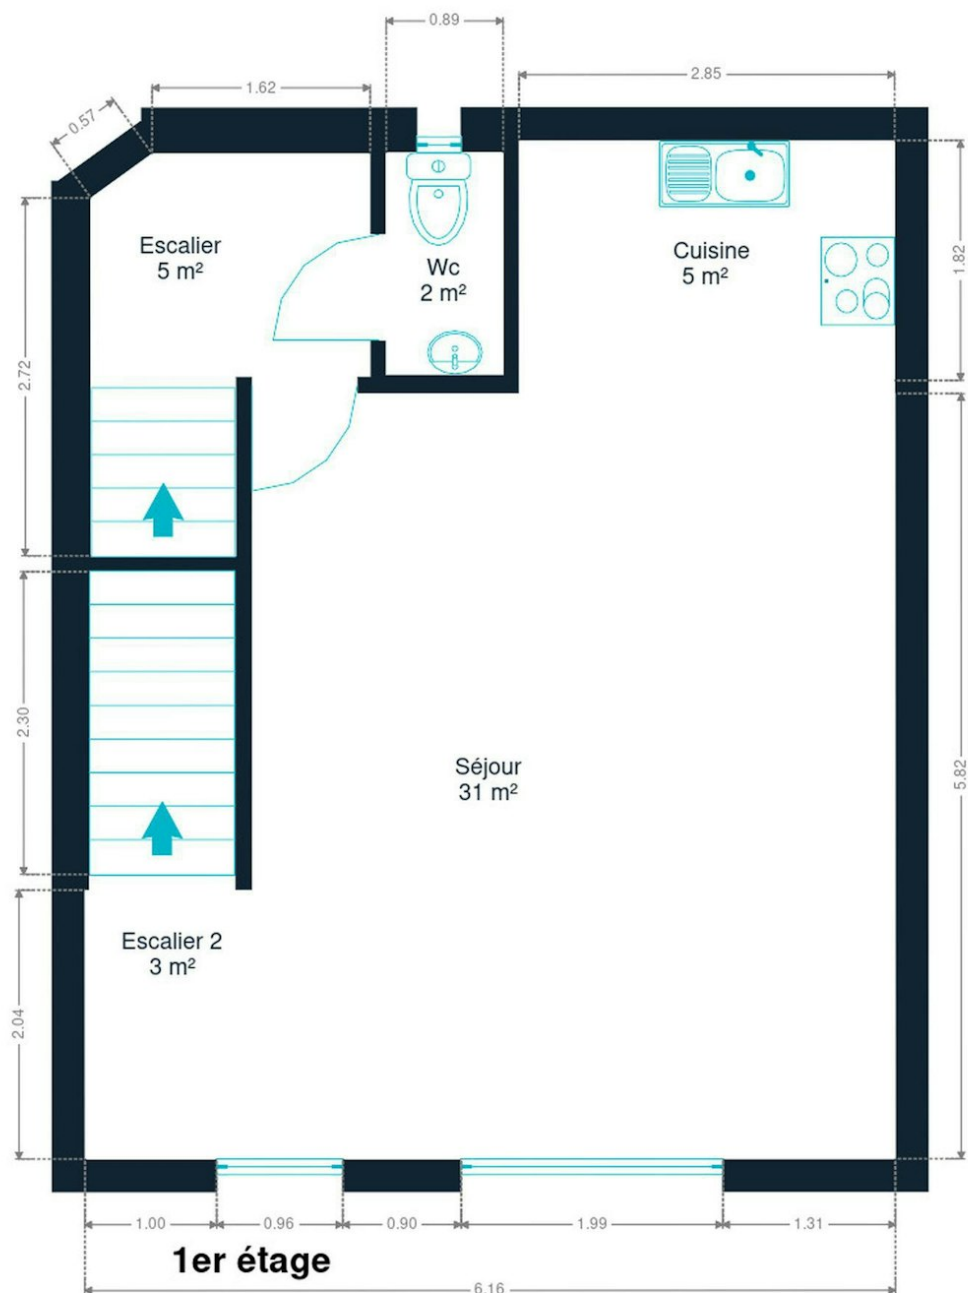 0.89
2.85
1.62
0.57
Escalier
5 m²
Wc
2 m²
Cuisine
5 m²
1.82
2.72
2.30
Séjour
31 m²
5.82
Escalier 2
3 m²
2.04
1.00
0.96
0.90
1.99
1.31
1er étage
6.16